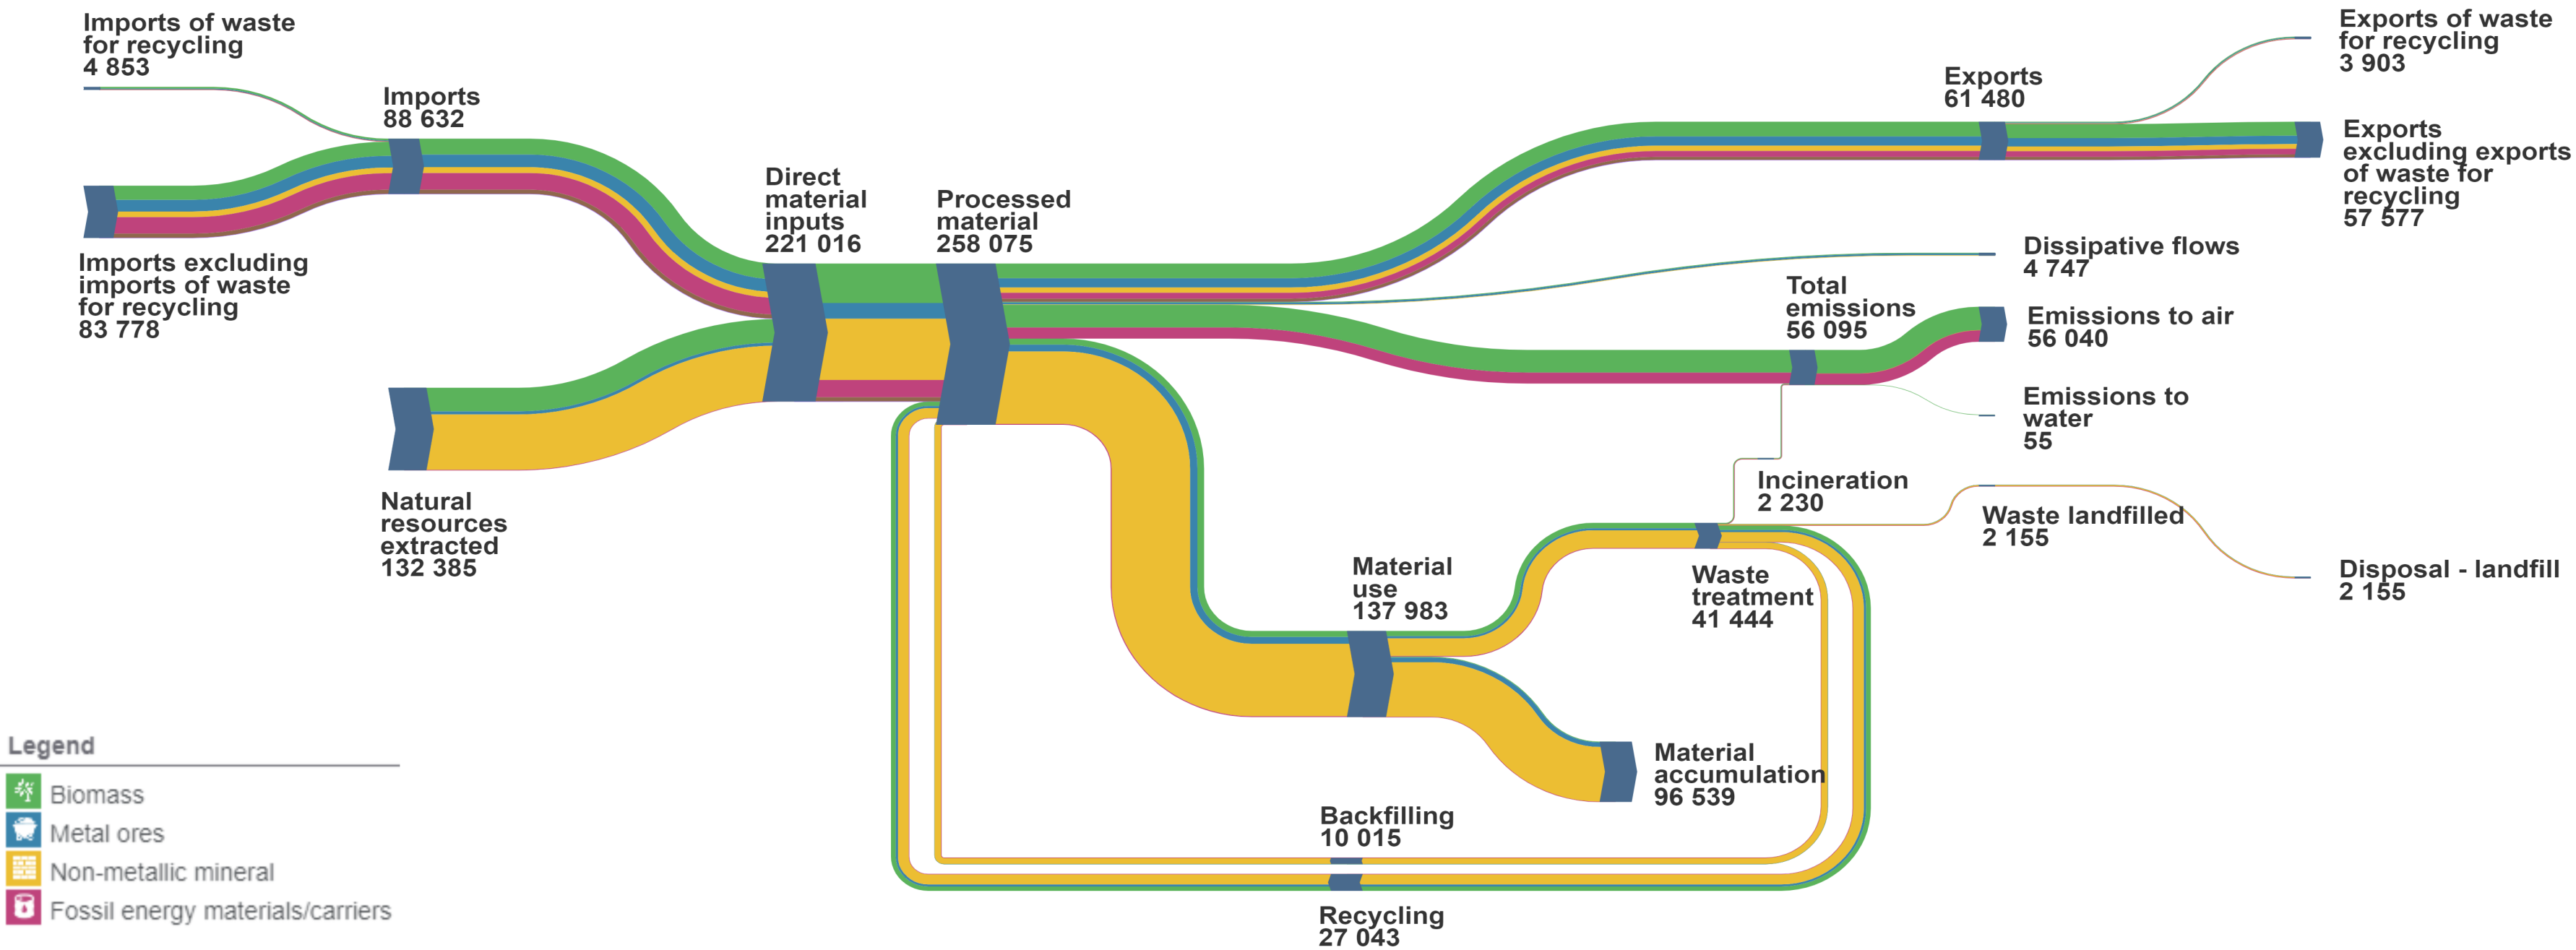 Imports of waste
for recycling
4 853
Imports
88 632
Imports excluding
imports of waste
for recycling
83 778
Natural
resources
extracted
132 385
Direct
material
inputs
221 016
Processed
material
258 075
Exports
61 480
Exports of waste
for recycling
3 903
Exports
excluding exports
of waste for
recycling
57 577
Dissipative flows
4 747
Total
emissions
56 095
Emissions to air
56 040
Emissions to
water
55
Incineration
2 230
Waste landfilled
2 155
Disposal - landfill
2 155
Material
use
137 983
Waste
treatment
41 444
Material
accumulation
96 539
Backfilling
10 015
Recycling
27 043
Legend
Biomass
Metal ores
Non-metallic mineral
Fossil energy materials/carriers